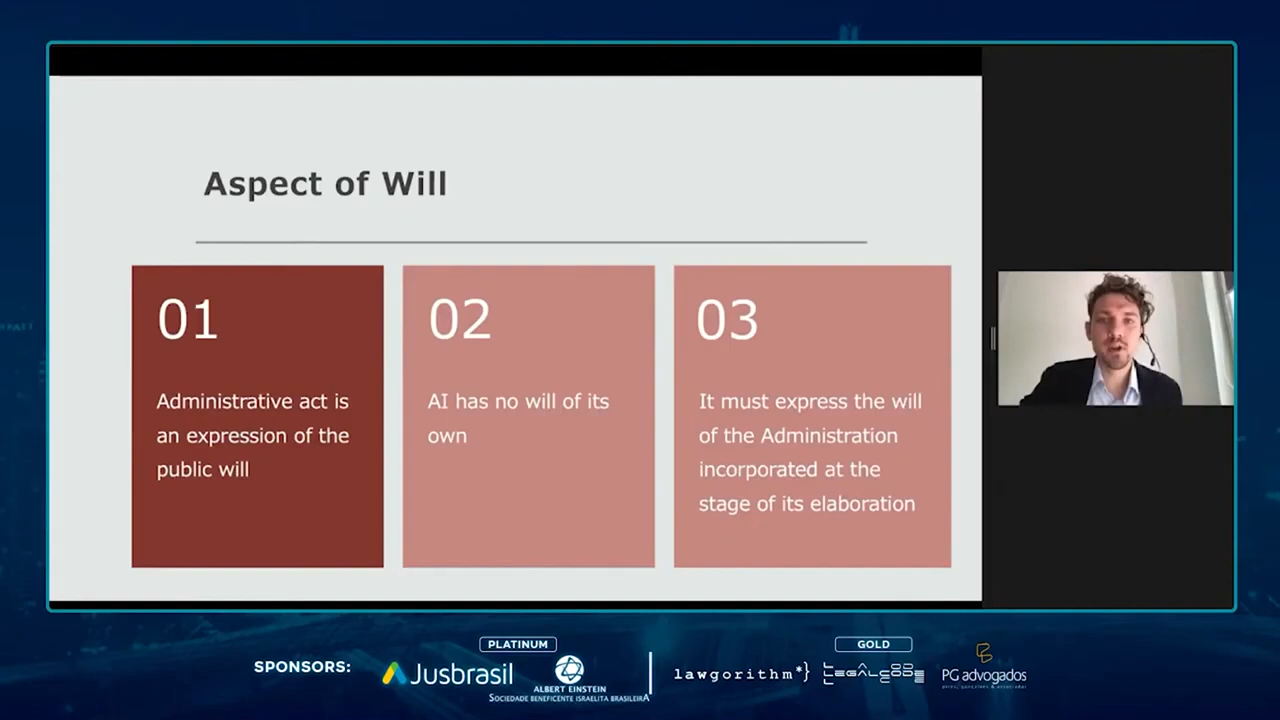 Aspect of Will
01
Administrative act is
an expression of the
public will
02
AI has no will of its
own
03
It must express the will
of the Administration
incorporated at the
stage of its elaboration
SPONSORS:
PLATINUM
Jusbrasil
ALBERT EINSTEIN
SOCIEDADE BENEFICENTE ISRAELITA BRASILEIRA
lawgorithm*}
GOLD
LEGALCODE
PG advogados